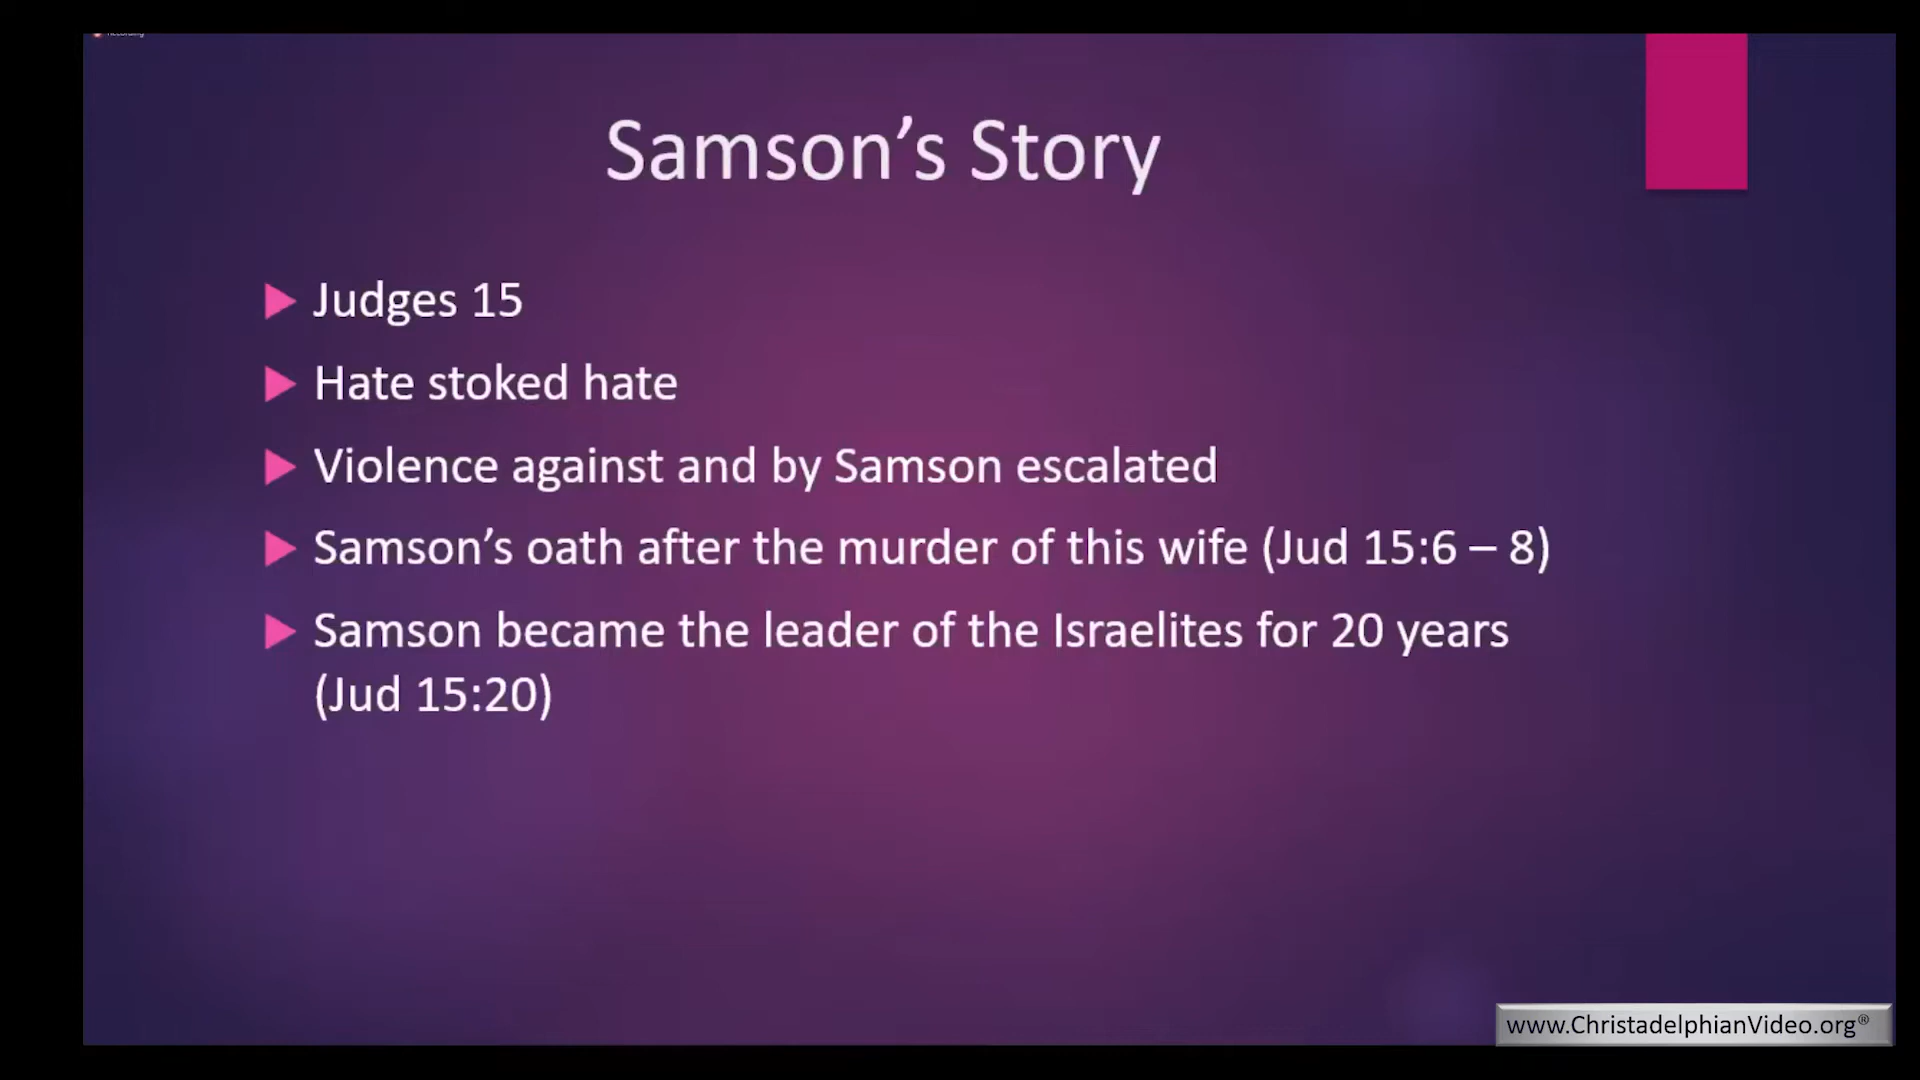 Recording
Samson’s Story
Judges 15
Hate stoked hate
Violence against and by Samson escalated
Samson’s oath after the murder of this wife (Jud 15:6 – 8)
Samson became the leader of the Israelites for 20 years
(Jud 15:20)
www.ChristadelphianVideo.org®